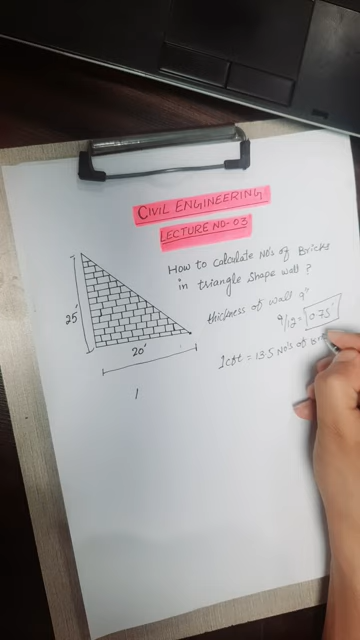 CIVIL ENGINEERING
LECTURE NO-03
HOW TO calculate NO's of Bricks
in triangle shape wall?
thickness of wall 9"
9/12 = 0.75'
1cft = 13.5 NO's of
25'
20'